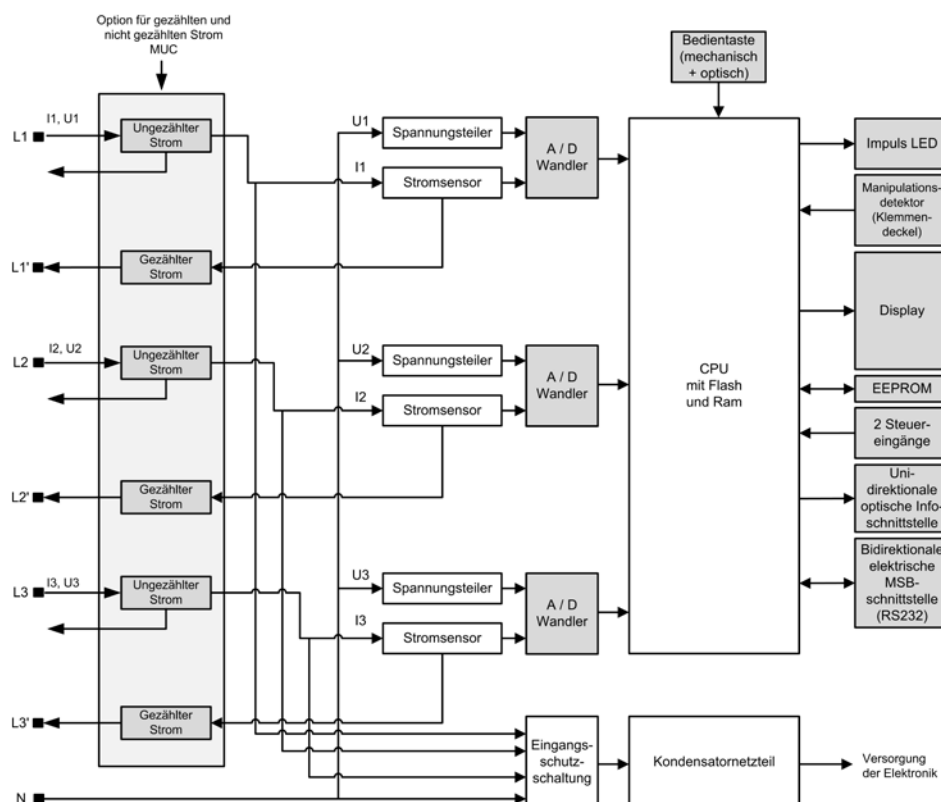 Option für gezählten und
nicht gezählten Strom
MUC
Bedientaste
(mechanisch
+ optisch)
L1
I1, U1
Ungezählter
Strom
U1
Spannungsteiler
A / D
Wandler
I1
Stromsensor
L1'
Gezählter
Strom
L2
I2, U2
Ungezählter
Strom
U2
Spannungsteiler
A / D
Wandler
I2
Stromsensor
L2'
Gezählter
Strom
L3
I3, U3
Ungezählter
Strom
U3
Spannungsteiler
A / D
Wandler
I3
Stromsensor
L3'
Gezählter
Strom
N
CPU
mit Flash
und Ram
Impuls LED
Manipulations-
detektor
(Klemmen-
deckel)
Display
EEPROM
2 Steuer-
eingänge
Uni-
direktionale
optische Info-
schnittstelle
Bidirektionale
elektrische
MSB-
schnittstelle
(RS232)
Eingangs-
schutz-
schaltung
Kondensatornetzteil
Versorgung
der Elektronik